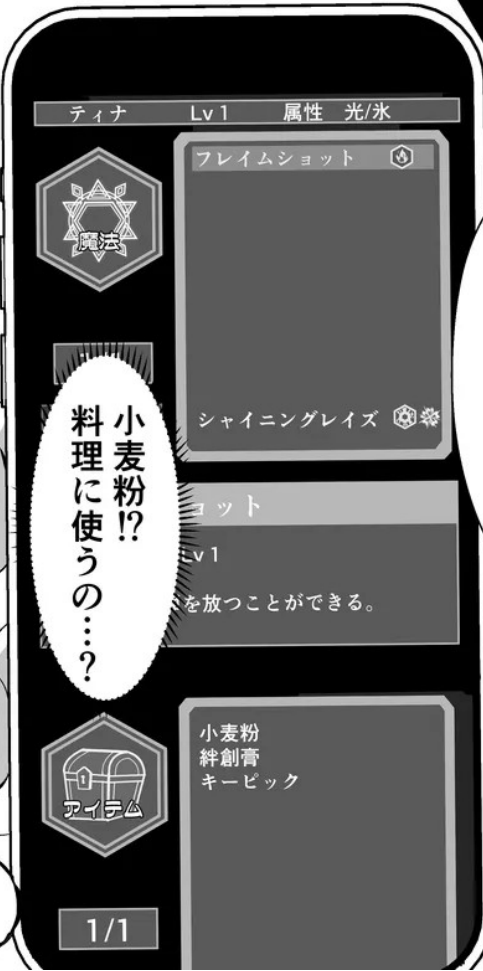 ティナ Lv1 属性 光/氷
フレイムショット
魔法
シャイニングレイズ
小麦粉!?
料理に使うの…?
ョット
Lv1
を放つことができる。
小麦粉
絆創膏
キーピック
アイテム
1/1